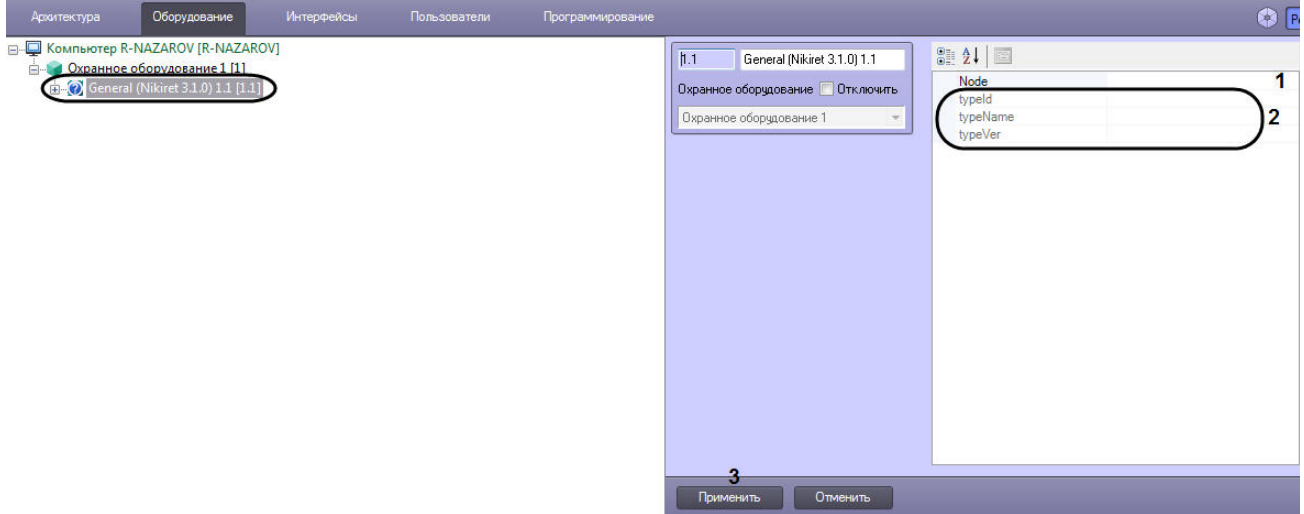 Архитектура Оборудование Интерфейсы Пользователи Программирование
Компьютер R-NAZAROV [R-NAZAROV]
Охранное оборудование 1 [1]
General (Nikiret 3.1.0) 1.1 [1.1]
1.1 General (Nikiret 3.1.0) 1.1
Охранное оборудование Отключить
Охранное оборудование 1
Node 1
typeId
typeName 2
typeVer
3
Применить Отменить